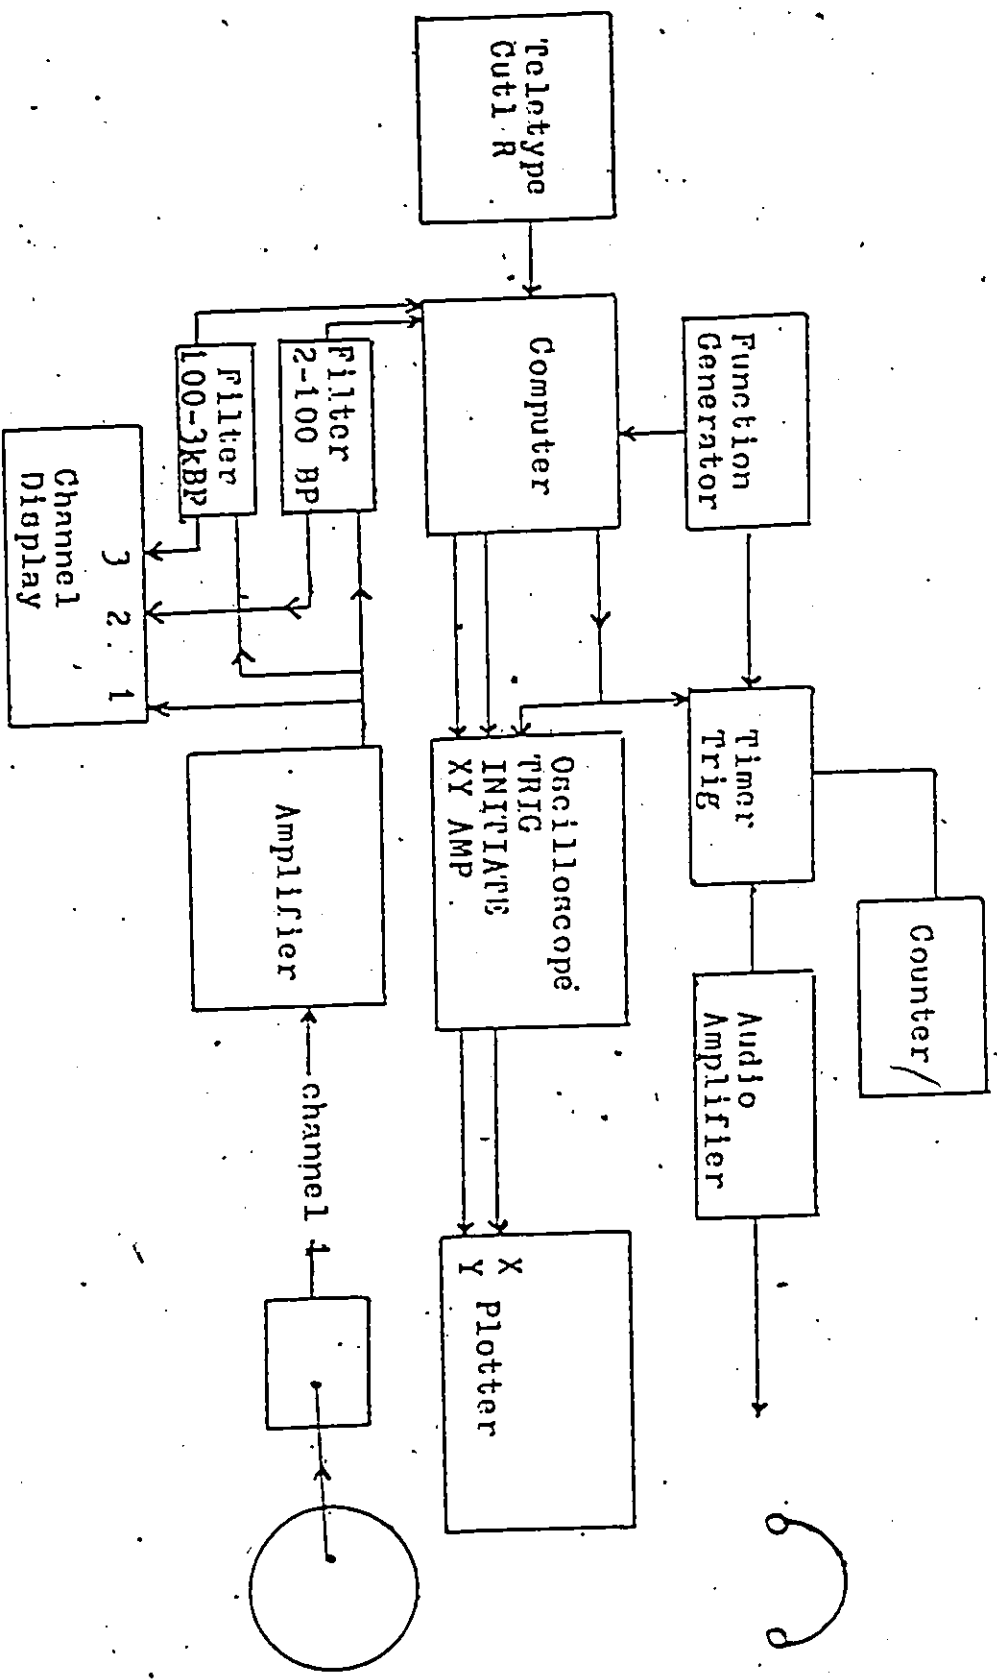 Teletype
Cutl R
Function
Generator
Computer
Filter
2-100 BP
Filter
100-3kBP
3 2. 1
Channel
Display
Timer
Trig
Counter/
Audio
Amplifier
Oscilloscope
TRIG
INITIATE
XY AMP
X
Y Plotter
Amplifier
channel 1